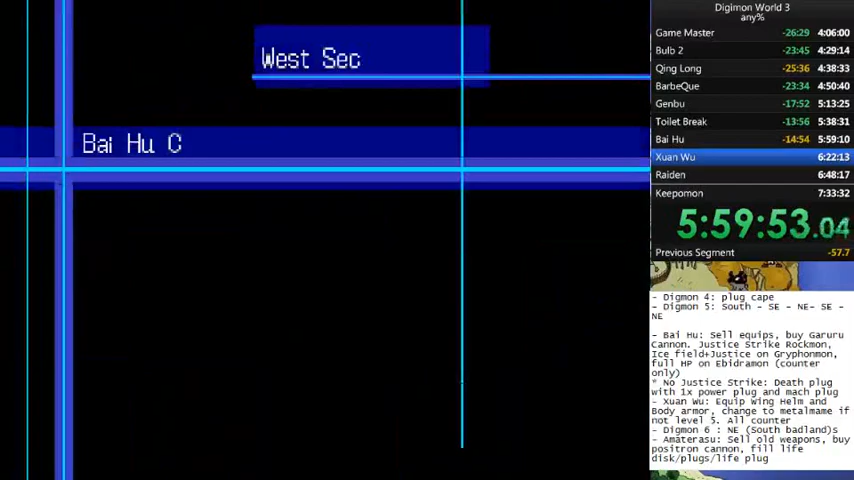 West Sec
Bai Hu C
Digimon World 3
any%
Game Master -26:29 4:06:00
Bulb 2 -23:45 4:29:14
Qing Long -25:36 4:38:33
BarbeQue -23:34 4:50:40
Genbu -17:52 5:13:25
Toilet Break -13:56 5:38:31
Bai Hu -14:54 5:59:10
Xuan Wu 6:22:13
Raiden 6:48:17
Keepomon 7:33:32
5:59:53.04
Previous Segment -57.7
- Digmon 4: plug cape
- Digmon 5: South - SE - NE- SE -
NE
- Bai Hu: Sell equips, buy Garuru
Cannon. Justice Strike Rockmon,
Ice field+Justice on Gryphonmon,
full HP on Ebidramon (counter
only)
* No Justice Strike: Death plug
with 1x power plug and mach plug
- Xuan Wu: Equip Wing Helm and
Body armor, change to metalmame if
not level 5. All counter
- Digmon 6 : NE (South badland)s
- Amaterasu: Sell old weapons, buy
positron cannon, fill life
disk/plugs/life plug